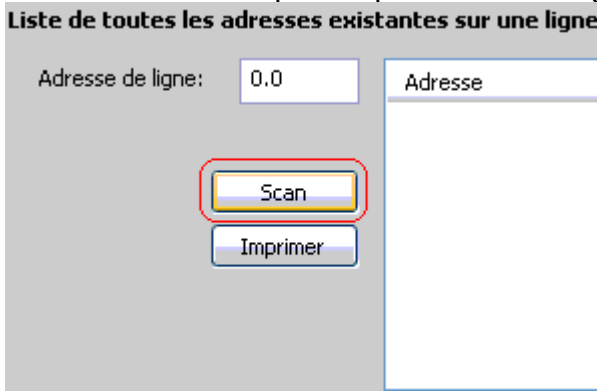 Liste de toutes les adresses existantes sur une ligne
Adresse de ligne: 0.0
Adresse
Scan
Imprimer